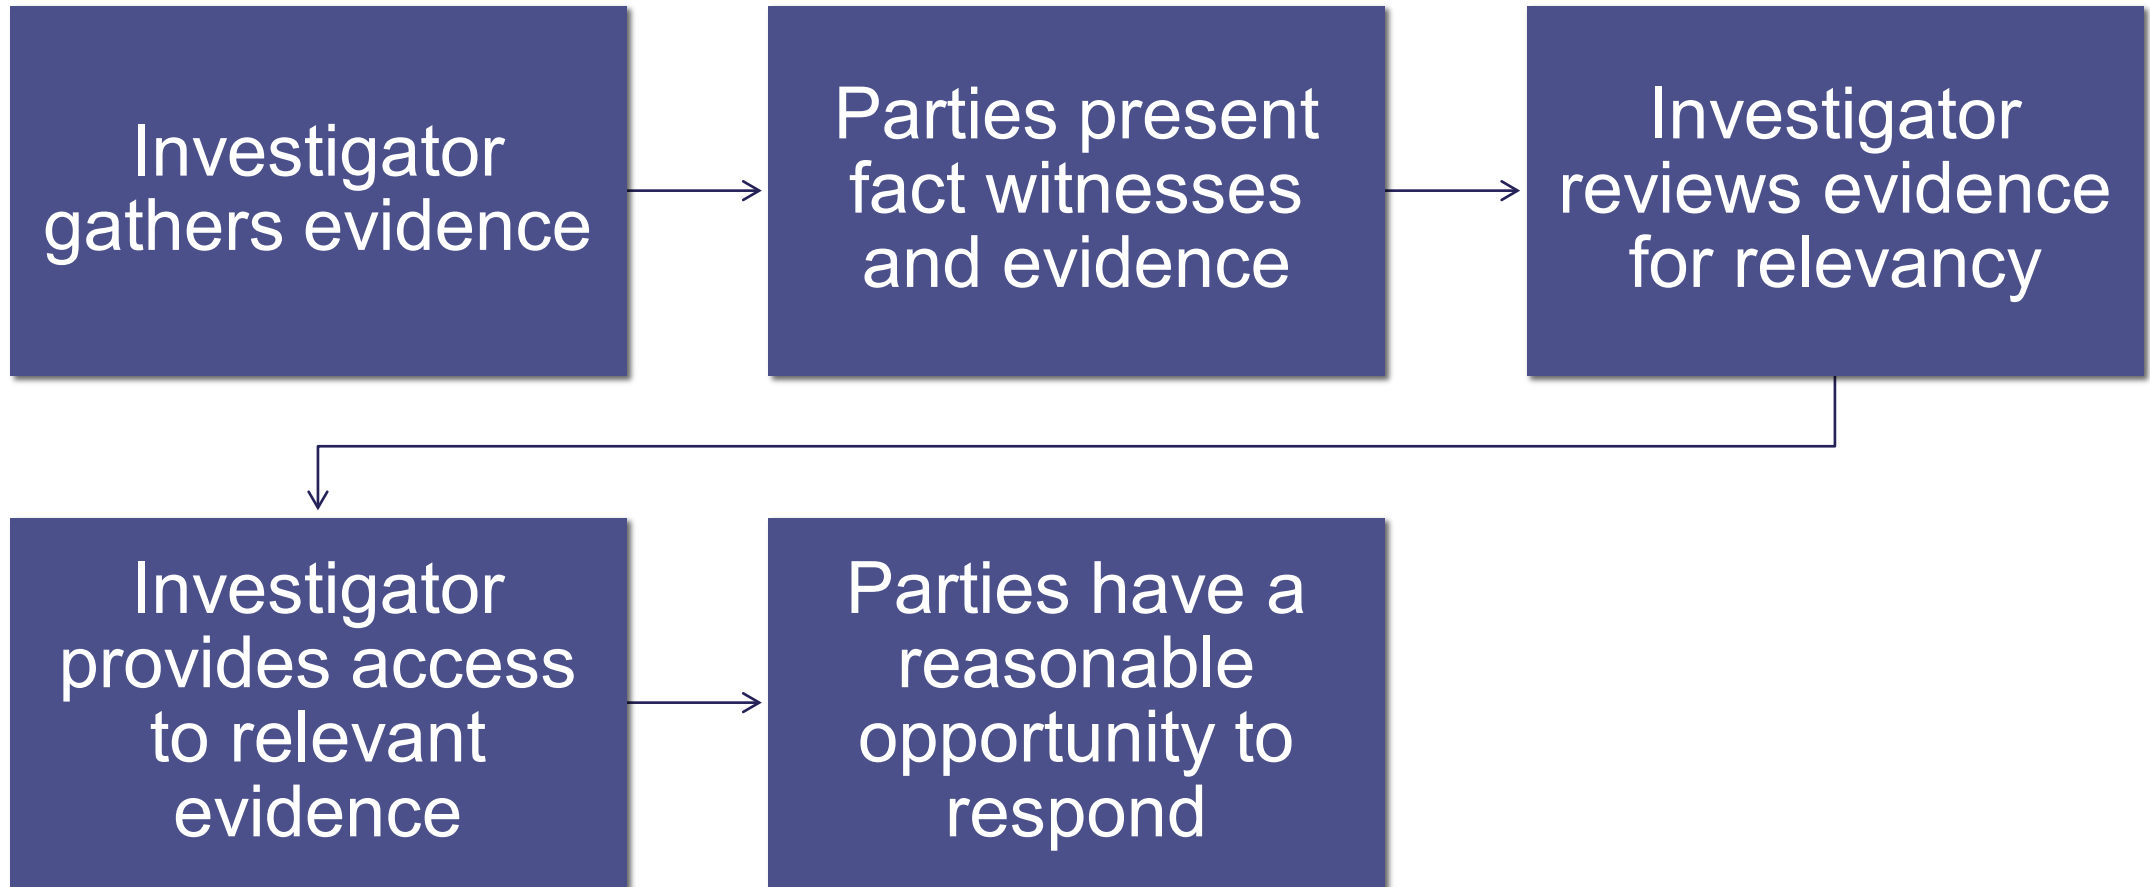 Investigator
gathers evidence
Parties present
fact witnesses
and evidence
Investigator
reviews evidence
for relevancy
Investigator
provides access
to relevant
evidence
Parties have a
reasonable
opportunity to
respond